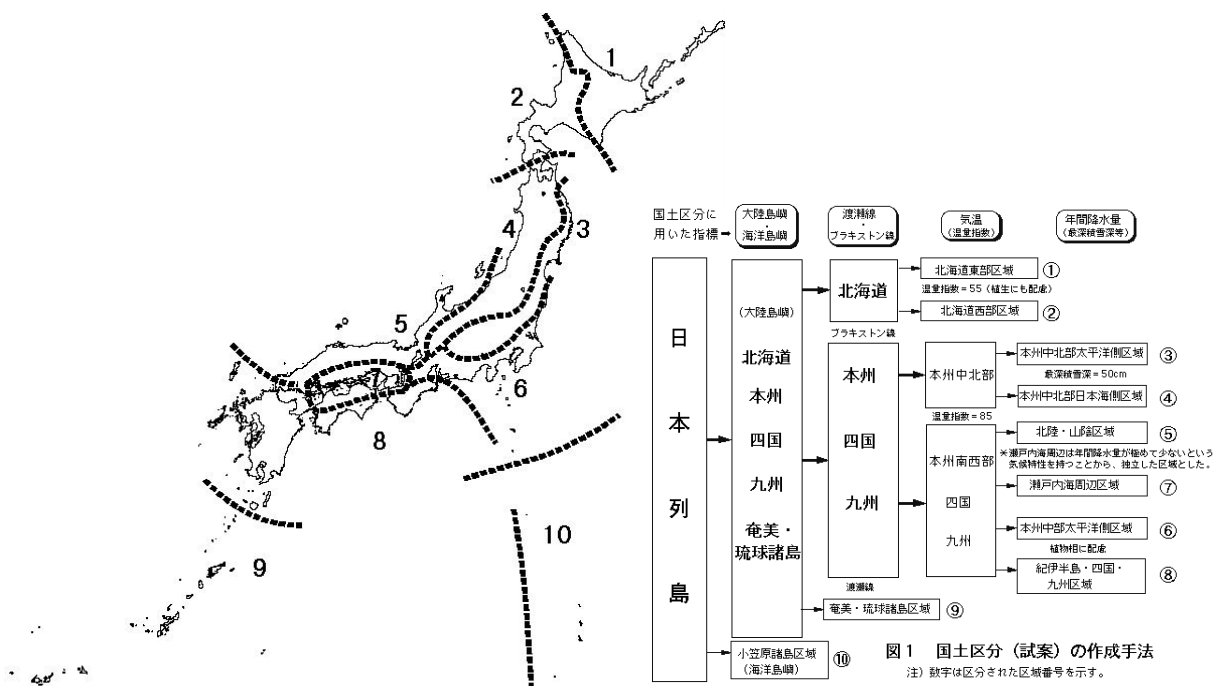 1
2
3
4
5
6
7
8
9
10
国土区分に
用いた指標
大陸島嶼
・
海洋島嶼
渡瀬線
・
ブラキストン線
気温
(温量指数)
年間降水量
(最深積雪深等)
日本列島
(大陸島嶼)
北海道
本州
四国
九州
奄美・
琉球諸島
北海道
ブラキストン線
本州
四国
九州
渡瀬線
北海道東部区域 ①
温量指数=55(植生にも配慮)
北海道西部区域 ②
本州中北部
本州中北部太平洋側区域 ③
最深積雪深=50cm
本州中北部日本海側区域 ④
温量指数=85
本州南西部
四国
九州
北陸・山陰区域 ⑤
*瀬戸内海周辺は年間降水量が極めて少ないという
気候特性を持つことから、独立した区域とした。
瀬戸内海周辺区域 ⑦
本州中部太平洋側区域 ⑥
植物相に配慮
紀伊半島・四国・
九州区域 ⑧
奄美・琉球諸島区域 ⑨
小笠原諸島区域
(海洋島嶼) ⑩
図1 国土区分(試案)の作成手法
注)数字は区分された区域番号を示す。